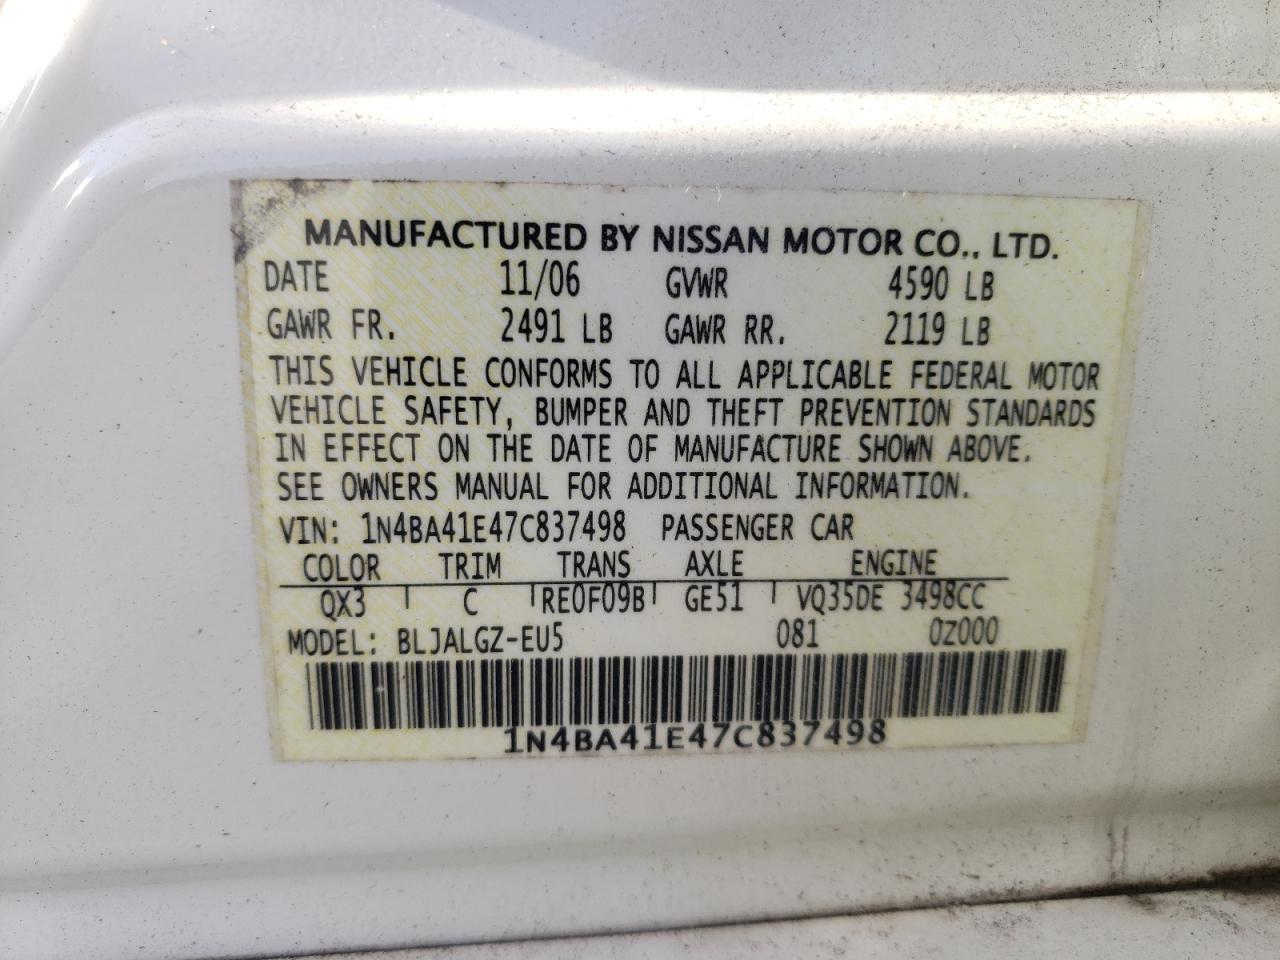 MANUFACTURED BY NISSAN MOTOR CO., LTD.
DATE 11/06 GVWR 4590 LB
GAWR FR. 2491 LB GAWR RR. 2119 LB
THIS VEHICLE CONFORMS TO ALL APPLICABLE FEDERAL MOTOR
VEHICLE SAFETY, BUMPER AND THEFT PREVENTION STANDARDS
IN EFFECT ON THE DATE OF MANUFACTURE SHOWN ABOVE.
SEE OWNERS MANUAL FOR ADDITIONAL INFORMATION.
VIN: 1N4BA41E47C837498 PASSENGER CAR
COLOR TRIM TRANS AXLE ENGINE
QX3 C RE0F09B GE51 VQ35DE 3498CC
MODEL: BLJALGZ-EU5 081 0Z000
1N4BA41E47C837498